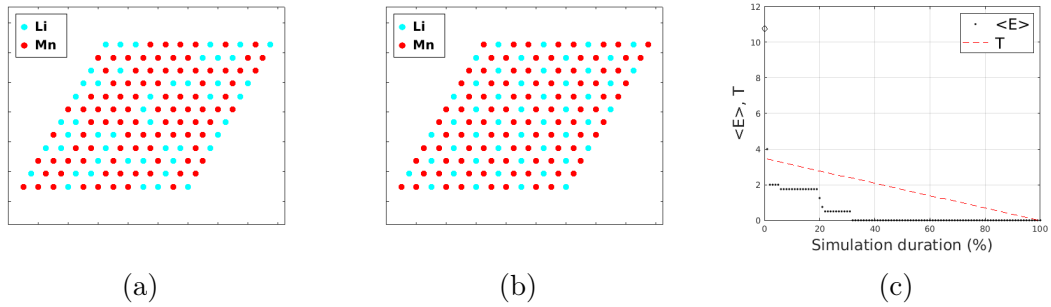 Li
Mn
(a)
Li
Mn
(b)
<E>, T
12
10
8
6
4
2
0
0
20
40
60
80
100
Simulation duration (%)
<E>
T
(c)